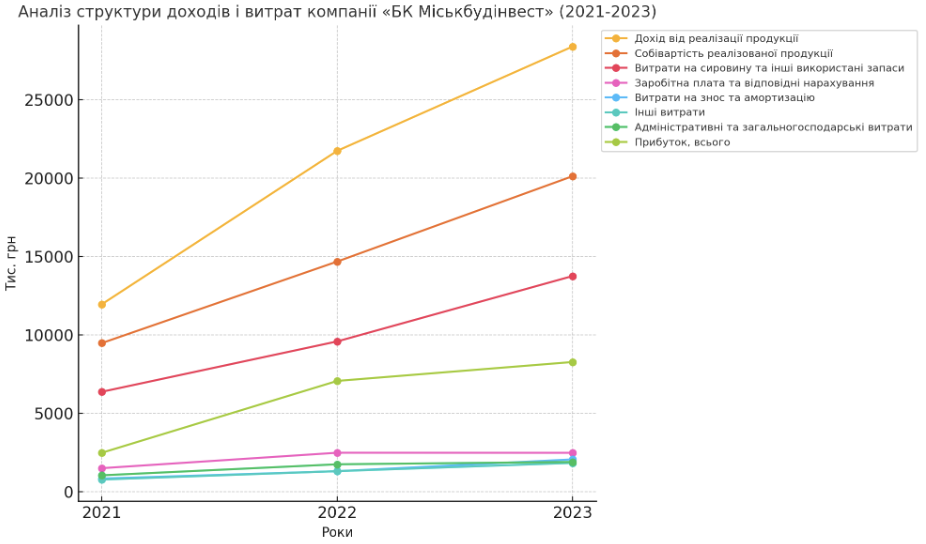 Аналіз структури доходів і витрат компанії «БК Міськбудінвест» (2021-2023)
Дохід від реалізації продукції
Собівартість реалізованої продукції
Витрати на сировину та інші використані запаси
Заробітна плата та відповідні нарахування
Витрати на знос та амортизацію
Інші витрати
Адміністративні та загальногосподарські витрати
Прибуток, всього
Тис. грн
25000
20000
15000
10000
5000
0
2021
2022
2023
Роки